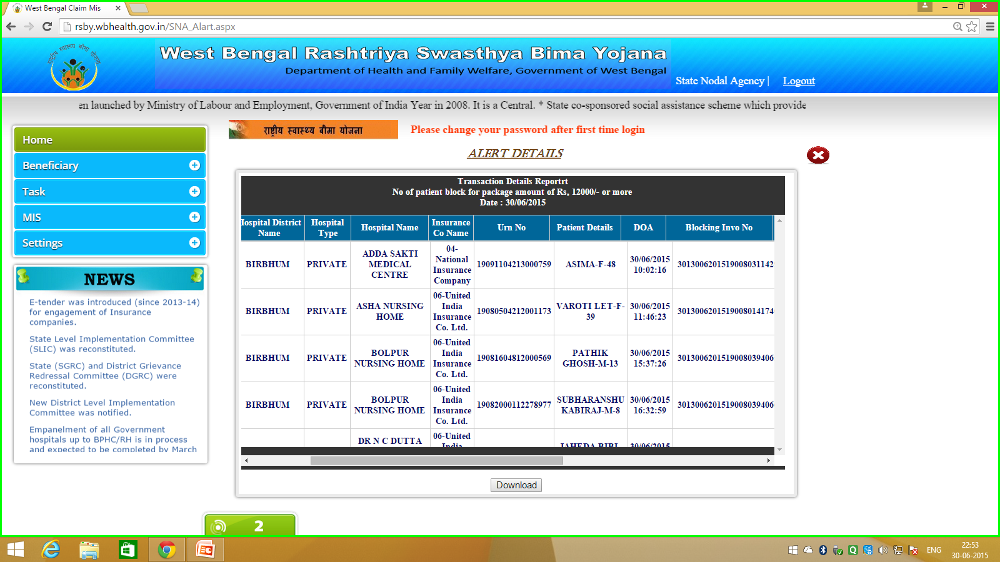 West Bengal Claim Mis
rsby.wbhealth.gov.in/SNA_Alart.aspx
राष्ट्रीय स्वास्थ्य बीमा योजना
West Bengal Rashtriya Swasthya Bima Yojana
Department of Health and Family Welfare, Government of West Bengal
State Nodal Agency | Logout
en launched by Ministry of Labour and Employment, Government of India Year in 2008. It is a Central. * State co-sponsored social assistance scheme which provide
राष्ट्रीय स्वास्थ्य बीमा योजना
Please change your password after first time login
Home
Beneficiary
Task
MIS
Settings
NEWS
E-tender was introduced (since 2013-14)
for engagement of Insurance
companies.
State Level Implementation Committee
(SLIC) was reconstituted.
State (SGRC) and District Grievance
Redressal Committee (DGRC) were
reconstituted.
New District Level Implementation
Committee was notified.
Empanelment of all Government
hospitals up to BPHC/RH is in process
and expected to be completed by March
ALERT DETAILS
Transaction Details Reportrt
No of patient block for package amount of Rs, 12000/- or more
Date : 30/06/2015
Hospital District Name Hospital Type Hospital Name Insurance Co Name Urn No Patient Details DOA Blocking Invo No
BIRBHUM PRIVATE ADDA SAKTI MEDICAL CENTRE 04-National Insurance Company 19091104213000759 ASIMA-F-48 30/06/2015 10:02:16 3013006201519008031142
BIRBHUM PRIVATE ASHA NURSING HOME 06-United India Insurance Co. Ltd. 19080504212001173 VAROTI LET-F-39 30/06/2015 11:46:23 301300620151900801417
BIRBHUM PRIVATE BOLPUR NURSING HOME 06-United India Insurance Co. Ltd. 19081604812000569 PATHIK GHOSH-M-13 30/06/2015 15:37:26 301300620151900803940
BIRBHUM PRIVATE BOLPUR NURSING HOME 06-United India Insurance Co. Ltd. 19082000112278977 SUBHARANSHU KABIRAJ-M-8 30/06/2015 16:32:59 301300620151900803940
DR N C DUTTA 06-United India JAHEDA BIBI 30/06/2015
Download
2
ENG
22:53
30-06-2015